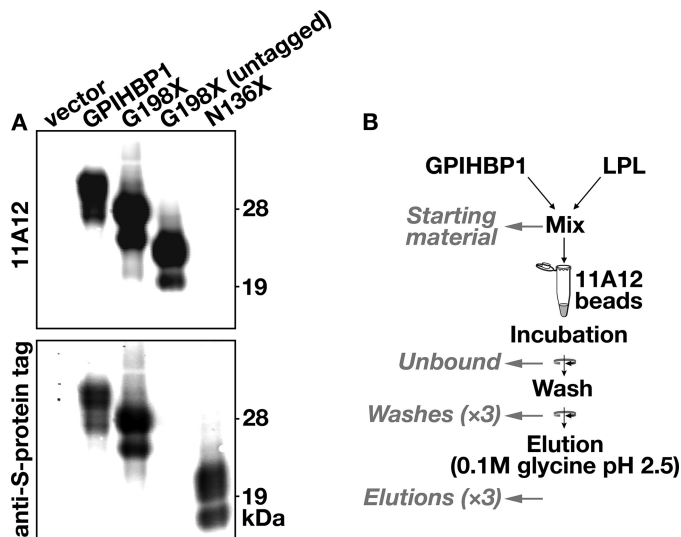 A
vector
GPIHBP1
G198X
G198X (untagged)
N136X
11A12
28
19
anti-S-protein tag
28
19
kDa
B
GPIHBP1 LPL
Starting
material
Mix
11A12
beads
Incubation
Unbound
Wash
Washes (×3)
Elution
(0.1M glycine pH 2.5)
Elutions (×3)